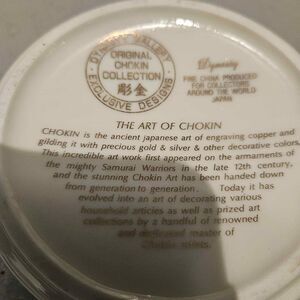 DYNASTY GALLERY
ORIGINAL
CHOKIN
COLLECTION
彫金
EXCLUSIVE DESIGNS
Dynasty
FINE CHINA PRODUCED
FOR COLLECTORS
AROUND THE WORLD
JAPAN
THE ART OF CHOKIN
CHOKIN is the ancient japanese art of engraving copper and
gilding it with precious gold & silver & other decorative colors.
This incredible art work first appeared on the armaments of
the mighty Samurai Warriors in the late 12th century,
and the stunning Chokin Art has been handed down
from generation to generation. Today it has
evolved into an art of decorating various
household articles as well as prized art
collections by a handful of renowned
and dedicated master of
Chokin artists.